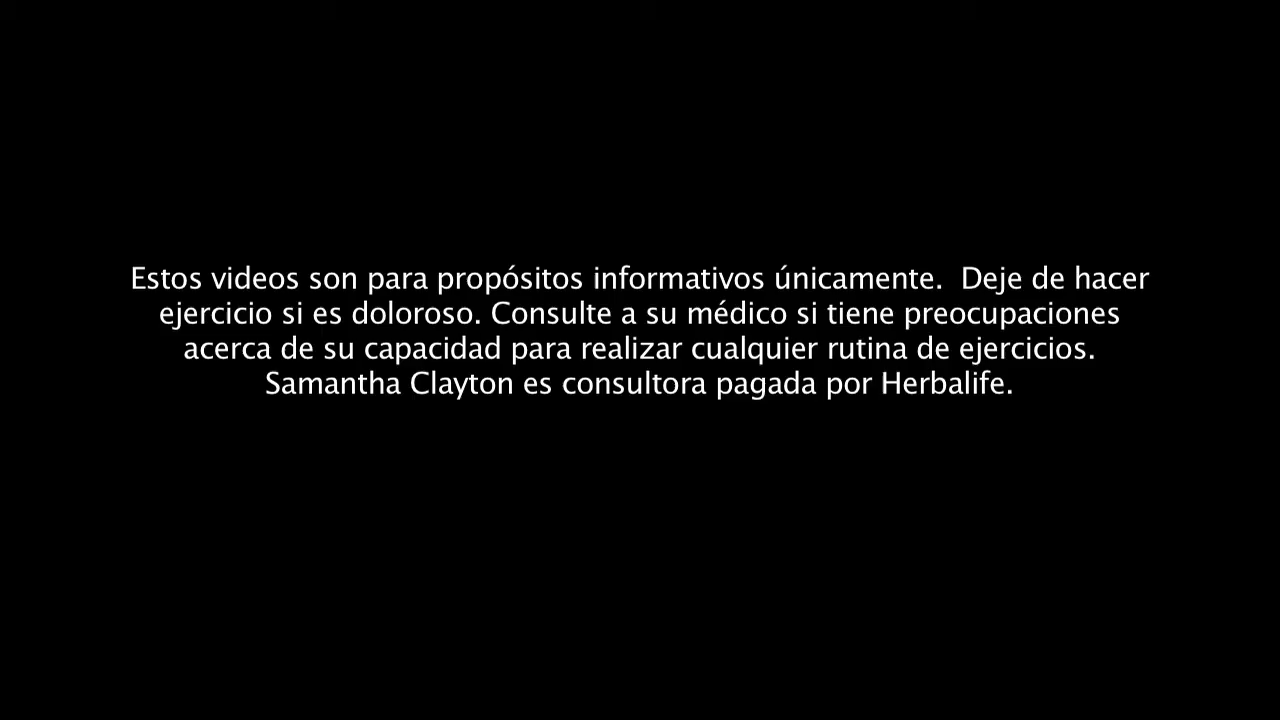 Estos videos son para propósitos informativos únicamente.  Deje de hacer
ejercicio si es doloroso. Consulte a su médico si tiene preocupaciones
acerca de su capacidad para realizar cualquier rutina de ejercicios.
Samantha Clayton es consultora pagada por Herbalife.